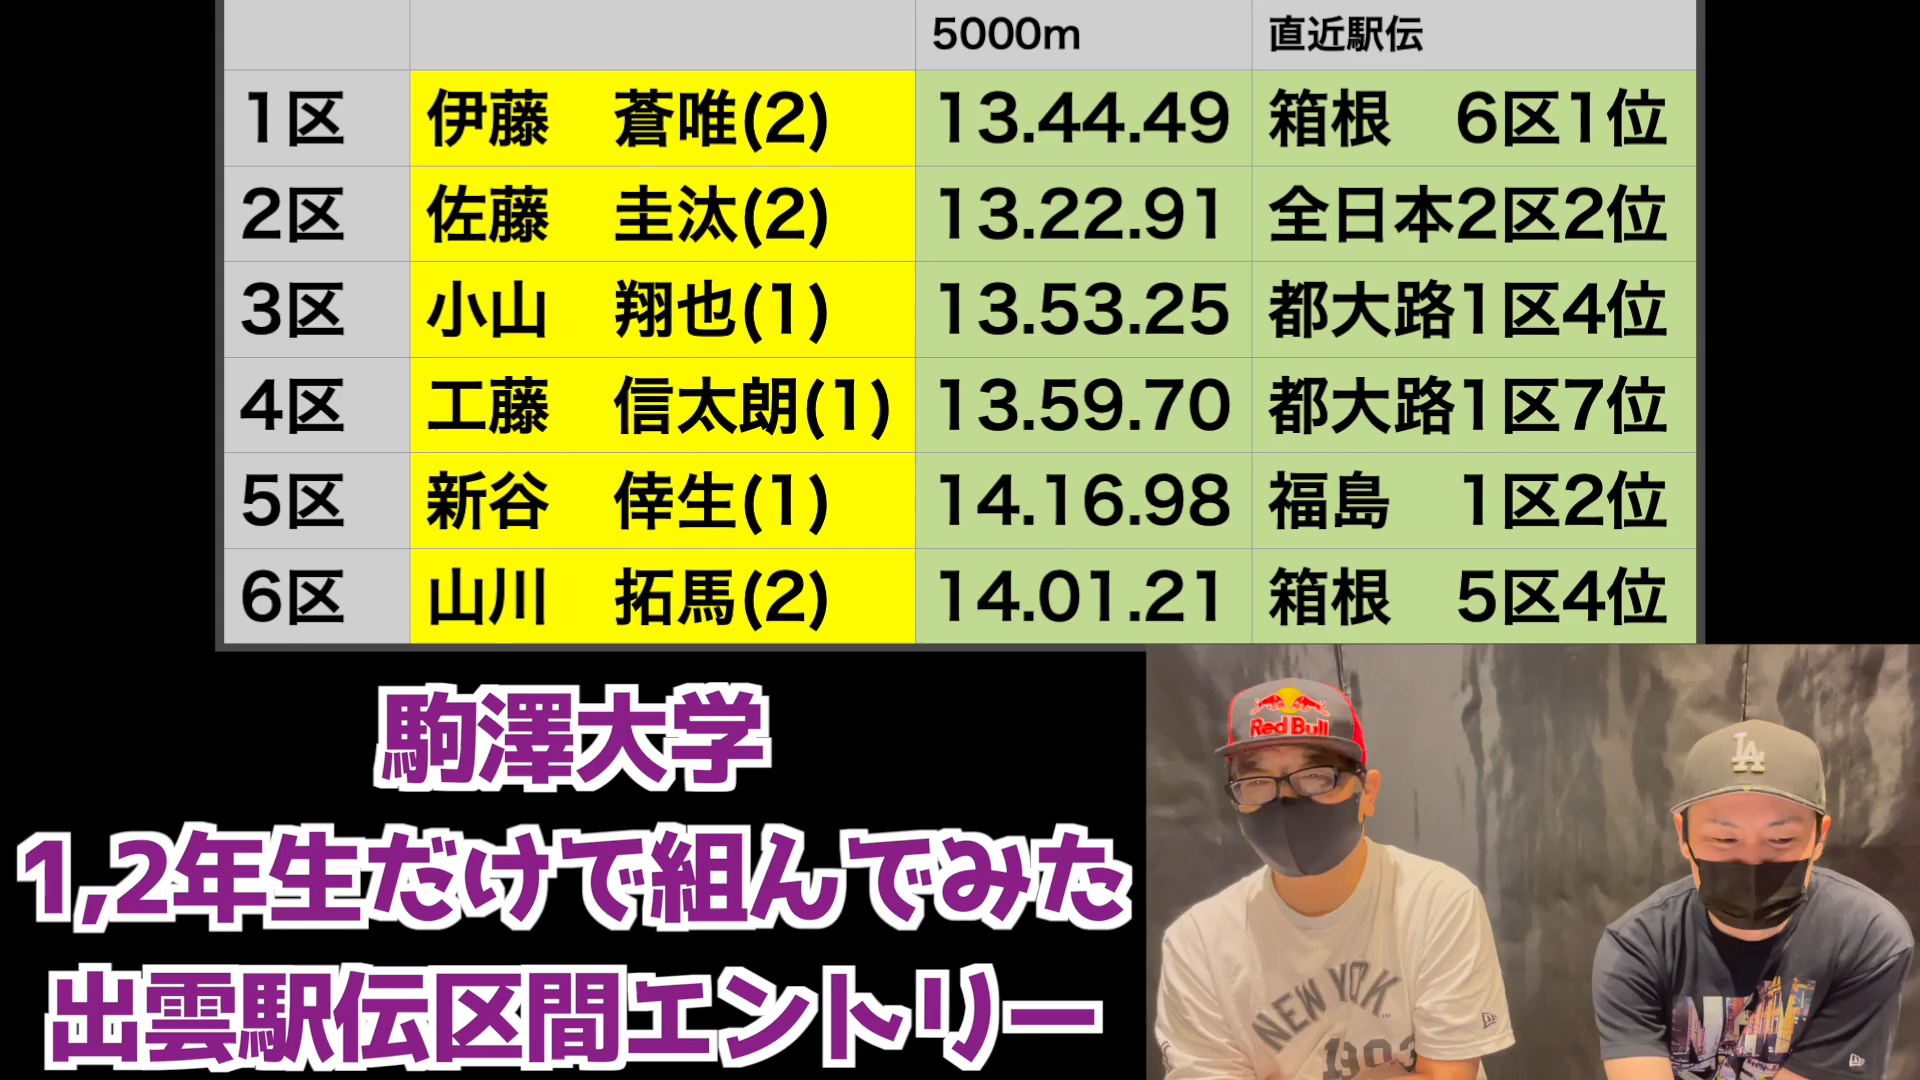 5000m 直近駅伝
1区 伊藤 蒼唯(2) 13.44.49 箱根 6区1位
2区 佐藤 圭汰(2) 13.22.91 全日本2区2位
3区 小山 翔也(1) 13.53.25 都大路1区4位
4区 工藤 信太朗(1) 13.59.70 都大路1区7位
5区 新谷 倖生(1) 14.16.98 福島 1区2位
6区 山川 拓馬(2) 14.01.21 箱根 5区4位
駒澤大学
1,2年生だけで組んでみた
出雲駅伝区間エントリー
Red Bull
LA
NEW YORK
1903